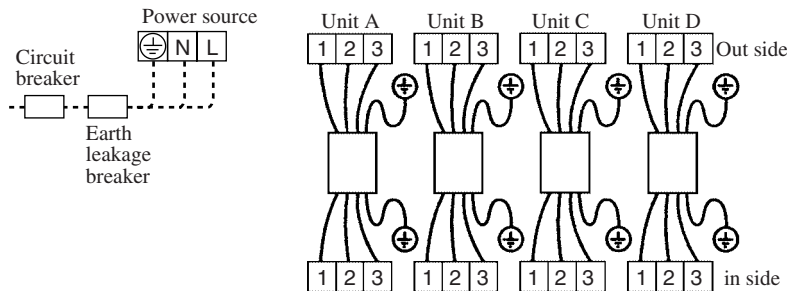 Power source
N L
Circuit
breaker
Earth
leakage
breaker
Unit A Unit B Unit C Unit D
1 2 3 1 2 3 1 2 3 1 2 3 Out side
1 2 3 1 2 3 1 2 3 1 2 3 in side